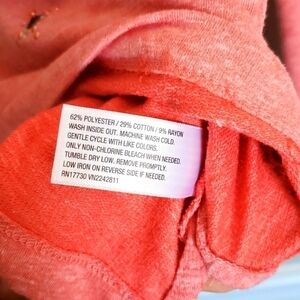 62% POLYESTER / 29% COTTON / 9% RAYON
WASH INSIDE OUT. MACHINE WASH COLD.
GENTLE CYCLE WITH LIKE COLORS.
ONLY NON-CHLORINE BLEACH WHEN NEEDED.
TUMBLE DRY LOW. REMOVE PROMPTLY.
LOW IRON ON REVERSE SIDE IF NEEDED.
RN17730 VN2242811